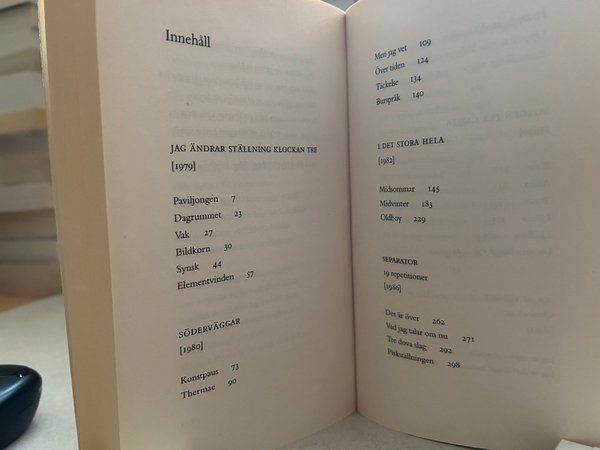 Innehåll
JAG ÄNDRAR STÄLLNING KLOCKAN TRE
[1979]
Paviljongen 7
Dagrummet 23
Vak 27
Bildkorn 30
Synsk 44
Elementvinden 57
SÖDERVÄGGAR
[1980]
Konstpaus 73
Thermae 90
Men jag vet 109
Över tiden 124
Täckelse 134
Burspråk 140
I DET STORA HELA
[1982]
Midsommar 145
Midvinter 183
Oldboy 229
SEPARATOR
19 repetitioner
[1986]
Det är över 262
Vad jag talar om nu 271
Tre dova slag 292
Piskställningen 298